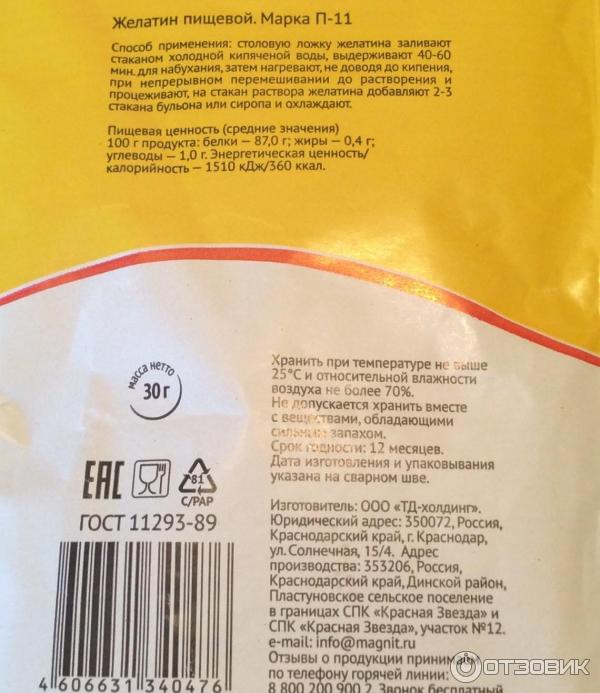 Желатин пищевой. Марка П-11
Способ применения: столовую ложку желатина заливают
стаканом холодной кипяченой воды, выдерживают 40-60
мин. для набухания, затем нагревают, не доводя до кипения,
при непрерывном перемешивании до растворения и
процеживают, на стакан раствора желатина добавляют 2-3
стакана бульона или сиропа и охлаждают.
Пищевая ценность (средние значения)
100 г продукта: белки – 87,0 г; жиры – 0,4 г;
углеводы – 1,0 г. Энергетическая ценность/
калорийность – 1510 кДж/360 ккал.
масса нетто
30 г
Хранить при температуре не выше
25°С и относительной влажности
воздуха не более 70%.
Не допускается хранить вместе
с веществами, обладающими
сильным запахом.
Срок годности: 12 месяцев.
Дата изготовления и упаковывания
указана на сварном шве.
EAC
81
C/PAP
ГОСТ 11293-89
Изготовитель: ООО «ТД-холдинг».
Юридический адрес: 350072, Россия,
Краснодарский край, г. Краснодар,
ул. Солнечная, 15/4. Адрес
производства: 353206, Россия,
Краснодарский край, Динской район,
Пластуновское сельское поселение
в границах СПК «Красная Звезда» и
СПК «Красная Звезда», участок №12.
e-mail: info@magnit.ru
Отзывы о продукции принимаем
по телефону горячей линии:
8 800 200 900 2. Звонок бесплатный
4 606631 340476
ОТЗОВИК